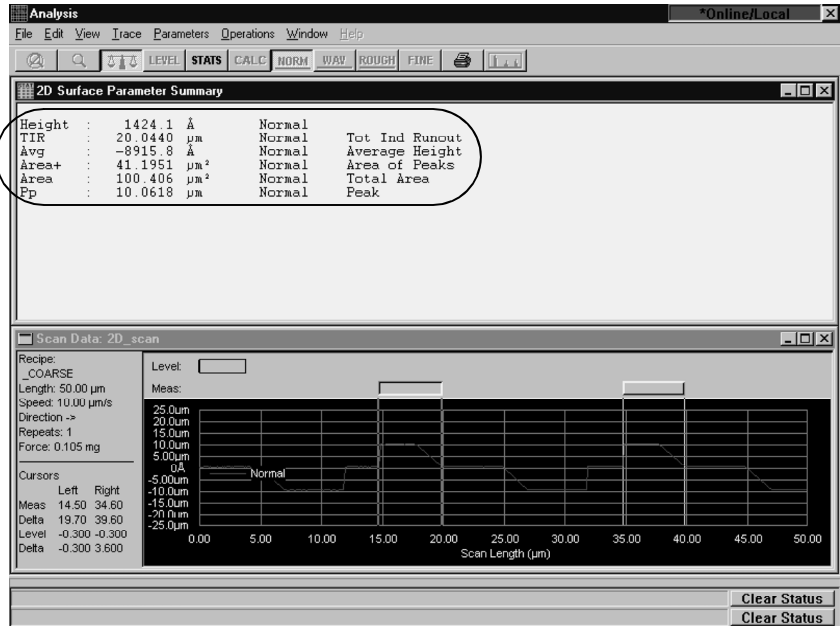 Analysis *Online/Local
File Edit View Trace Parameters Operations Window Help
LEVEL STATS CALC NORM WAV ROUGH FINE
2D Surface Parameter Summary
Height : 1424.1 Å Normal
TIR : 20.0440 µm Normal Tot Ind Runout
Avg : -8915.8 Å Normal Average Height
Area+ : 41.1951 µm² Normal Area of Peaks
Area : 100.406 µm² Normal Total Area
Pp : 10.0618 µm Normal Peak
Scan Data: 2D_scan
Recipe:
_COARSE
Length: 50.00 µm
Speed: 10.00 µm/s
Direction ->
Repeats: 1
Force: 0.105 mg
Cursors
Left Right
Meas 14.50 34.60
Delta 19.70 39.60
Level -0.300 -0.300
Delta -0.300 3.600
Level:
Meas:
25.0um
20.0um
15.0um
10.0um
5.00µm
0Å
-5.00um
-10.0um
-15.0um
-20.0um
-25.0µm
Normal
0.00 5.00 10.00 15.00 20.00 25.00 30.00 35.00 40.00 45.00 50.00
Scan Length (µm)
Clear Status
Clear Status